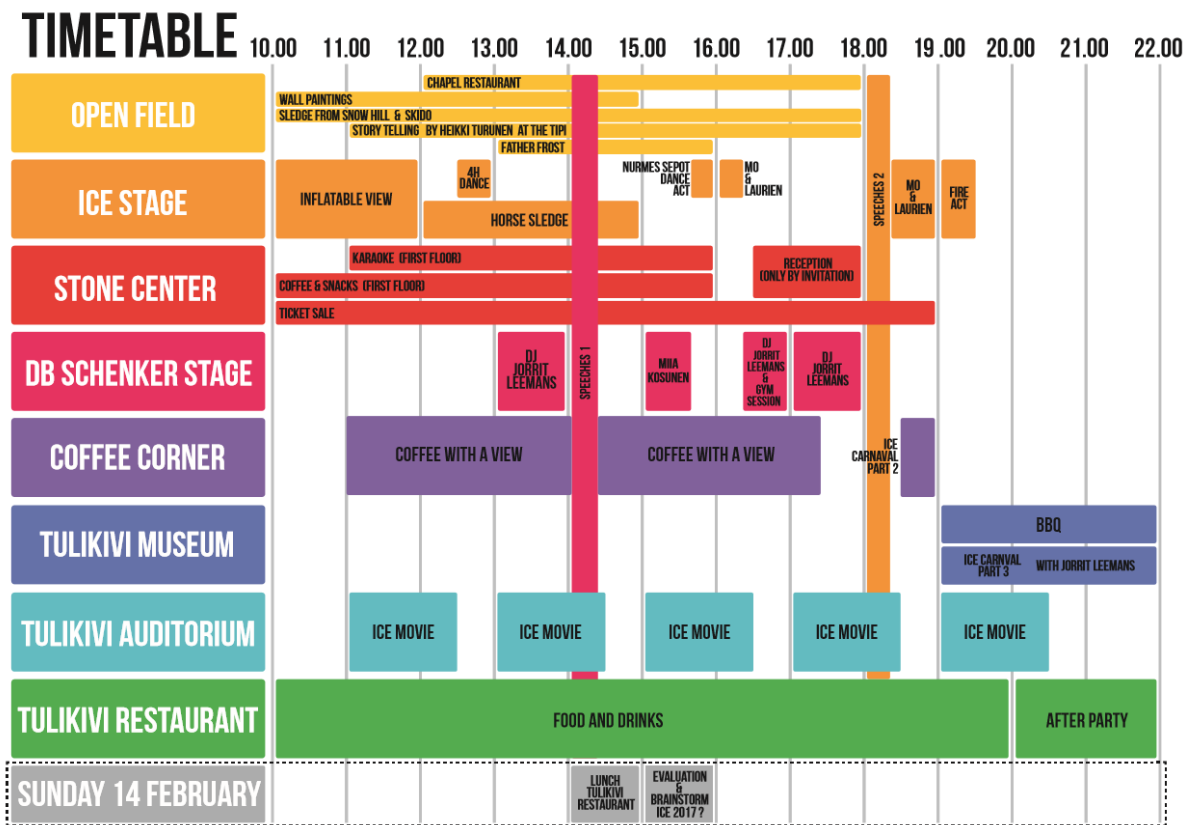 TIMETABLE
10.00 11.00 12.00 13.00 14.00 15.00 16.00 17.00 18.00 19.00 20.00 21.00 22.00
OPEN FIELD
CHAPEL RESTAURANT
WALL PAINTINGS
SLEDGE FROM SNOW HILL & SKIDO
STORY TELLING BY HEIKKI TURUNEN AT THE TIPI
FATHER FROST
ICE STAGE
INFLATABLE VIEW
4H
DANCE
HORSE SLEDGE
NURMES SEPOT
DANCE
ACT
MO
&
LAURIEN
SPEECHES 2
MO
&
LAURIEN
FIRE
ACT
STONE CENTER
KARAOKE (FIRST FLOOR)
COFFEE & SNACKS (FIRST FLOOR)
TICKET SALE
RECEPTION
(ONLY BY INVITATION)
DB SCHENKER STAGE
DJ
JORRIT
LEEMANS
SPEECHES 1
MIIA
KOSUNEN
DJ
JORRIT
LEEMANS
&
GYM
SESSION
DJ
JORRIT
LEEMANS
COFFEE CORNER
COFFEE WITH A VIEW
COFFEE WITH A VIEW
ICE
CARNAVAL
PART 2
TULIKIVI MUSEUM
BBQ
ICE CARNVAL
PART 3
WITH JORRIT LEEMANS
TULIKIVI AUDITORIUM
ICE MOVIE
ICE MOVIE
ICE MOVIE
ICE MOVIE
ICE MOVIE
TULIKIVI RESTAURANT
FOOD AND DRINKS
AFTER PARTY
SUNDAY 14 FEBRUARY
LUNCH
TULIKIVI
RESTAURANT
EVALUATION
&
BRAINSTORM
ICE 2017 ?